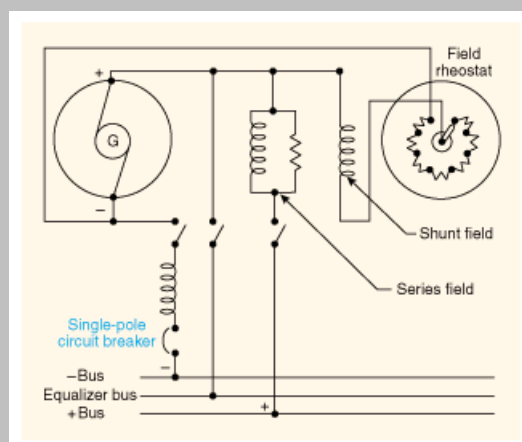 Field
rheostat
+
G
−
Shunt field
Series field
Single-pole
circuit breaker
−
−Bus
Equalizer bus
+
+Bus